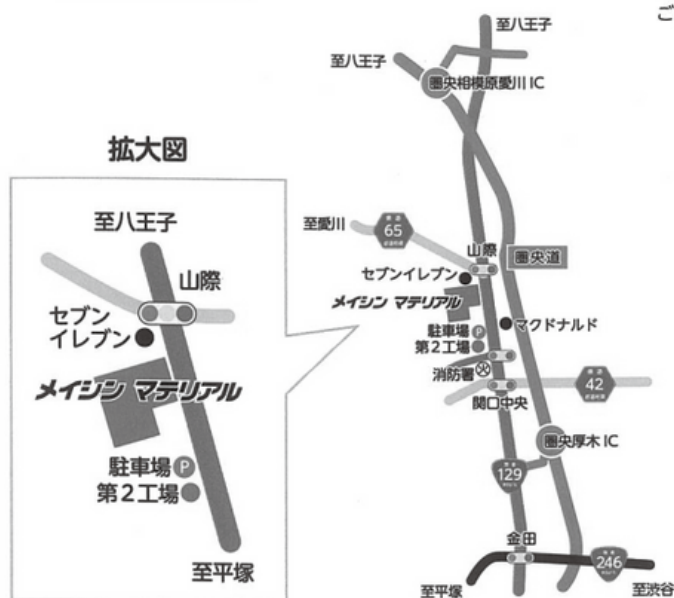 ご
拡大図
至八王子
山際
セブン
イレブン
メイシン マテリアル
駐車場 P
第2工場
至平塚
至八王子
至八王子
圏央相模原愛川 IC
至愛川
65
山際
圏央道
セブンイレブン
メイシン マテリアル
駐車場 P
マクドナルド
第2工場
消防署
42
関口中央
圏央厚木 IC
129
金田
246
至平塚
至渋谷